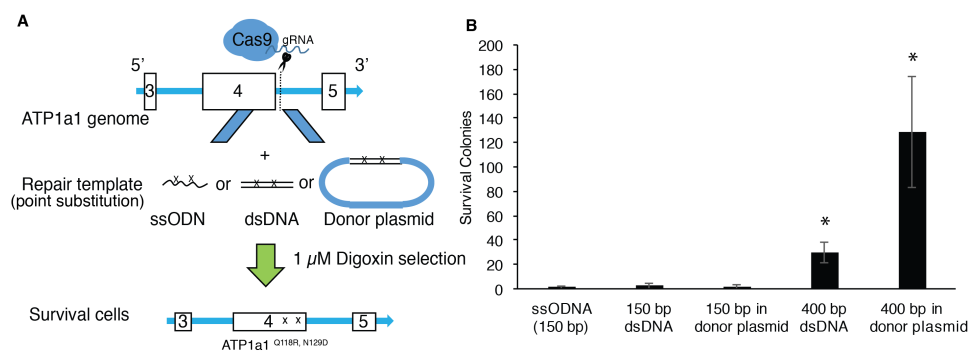 A
Cas9
gRNA
5’
3’
3
4
5
ATP1a1 genome
+
x x
x x
x x
Repair template
(point substitution)
or
or
ssODN
dsDNA
Donor plasmid
1 µM Digoxin selection
Survival cells
3
4 x x
5
ATP1a1 Q118R, N129D
B
Survival Colonies
200
180
160
140
120
100
80
60
40
20
0
*
*
ssODNA
(150 bp)
150 bp
dsDNA
150 bp in
donor plasmid
400 bp
dsDNA
400 bp in
donor plasmid